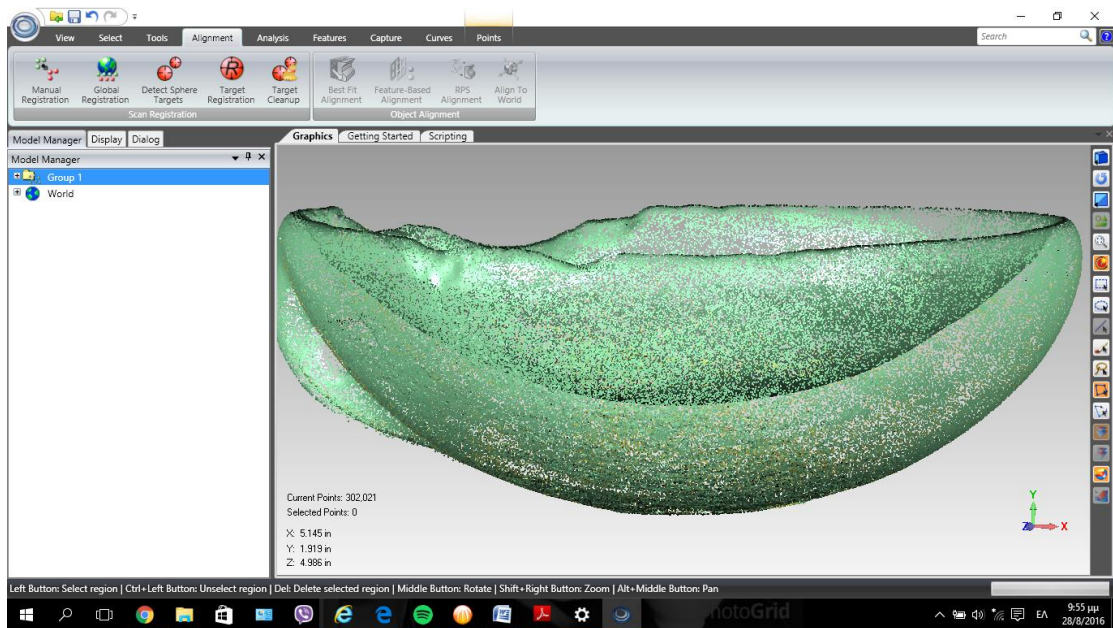 View Select Tools Alignment Analysis Features Capture Curves Points Search
Manual Registration
Global Registration
Detect Sphere Targets
Target Registration
Target Cleanup
Best Fit Alignment
Feature-Based Alignment
RPS Alignment
Align To World
Scan Registration
Object Alignment
Model Manager Display Dialog
Graphics Getting Started Scripting
Model Manager
Group 1
World
Current Points: 302,021
Selected Points: 0
X: 5.145 in
Y: 1.919 in
Z: 4.986 in
Y
Z X
Left Button: Select region | Ctrl+Left Button: Unselect region | Del: Delete selected region | Middle Button: Rotate | Shift+Right Button: Zoom | Alt+Middle Button: Pan
ΕΛ
9:55 μμ
28/8/2016